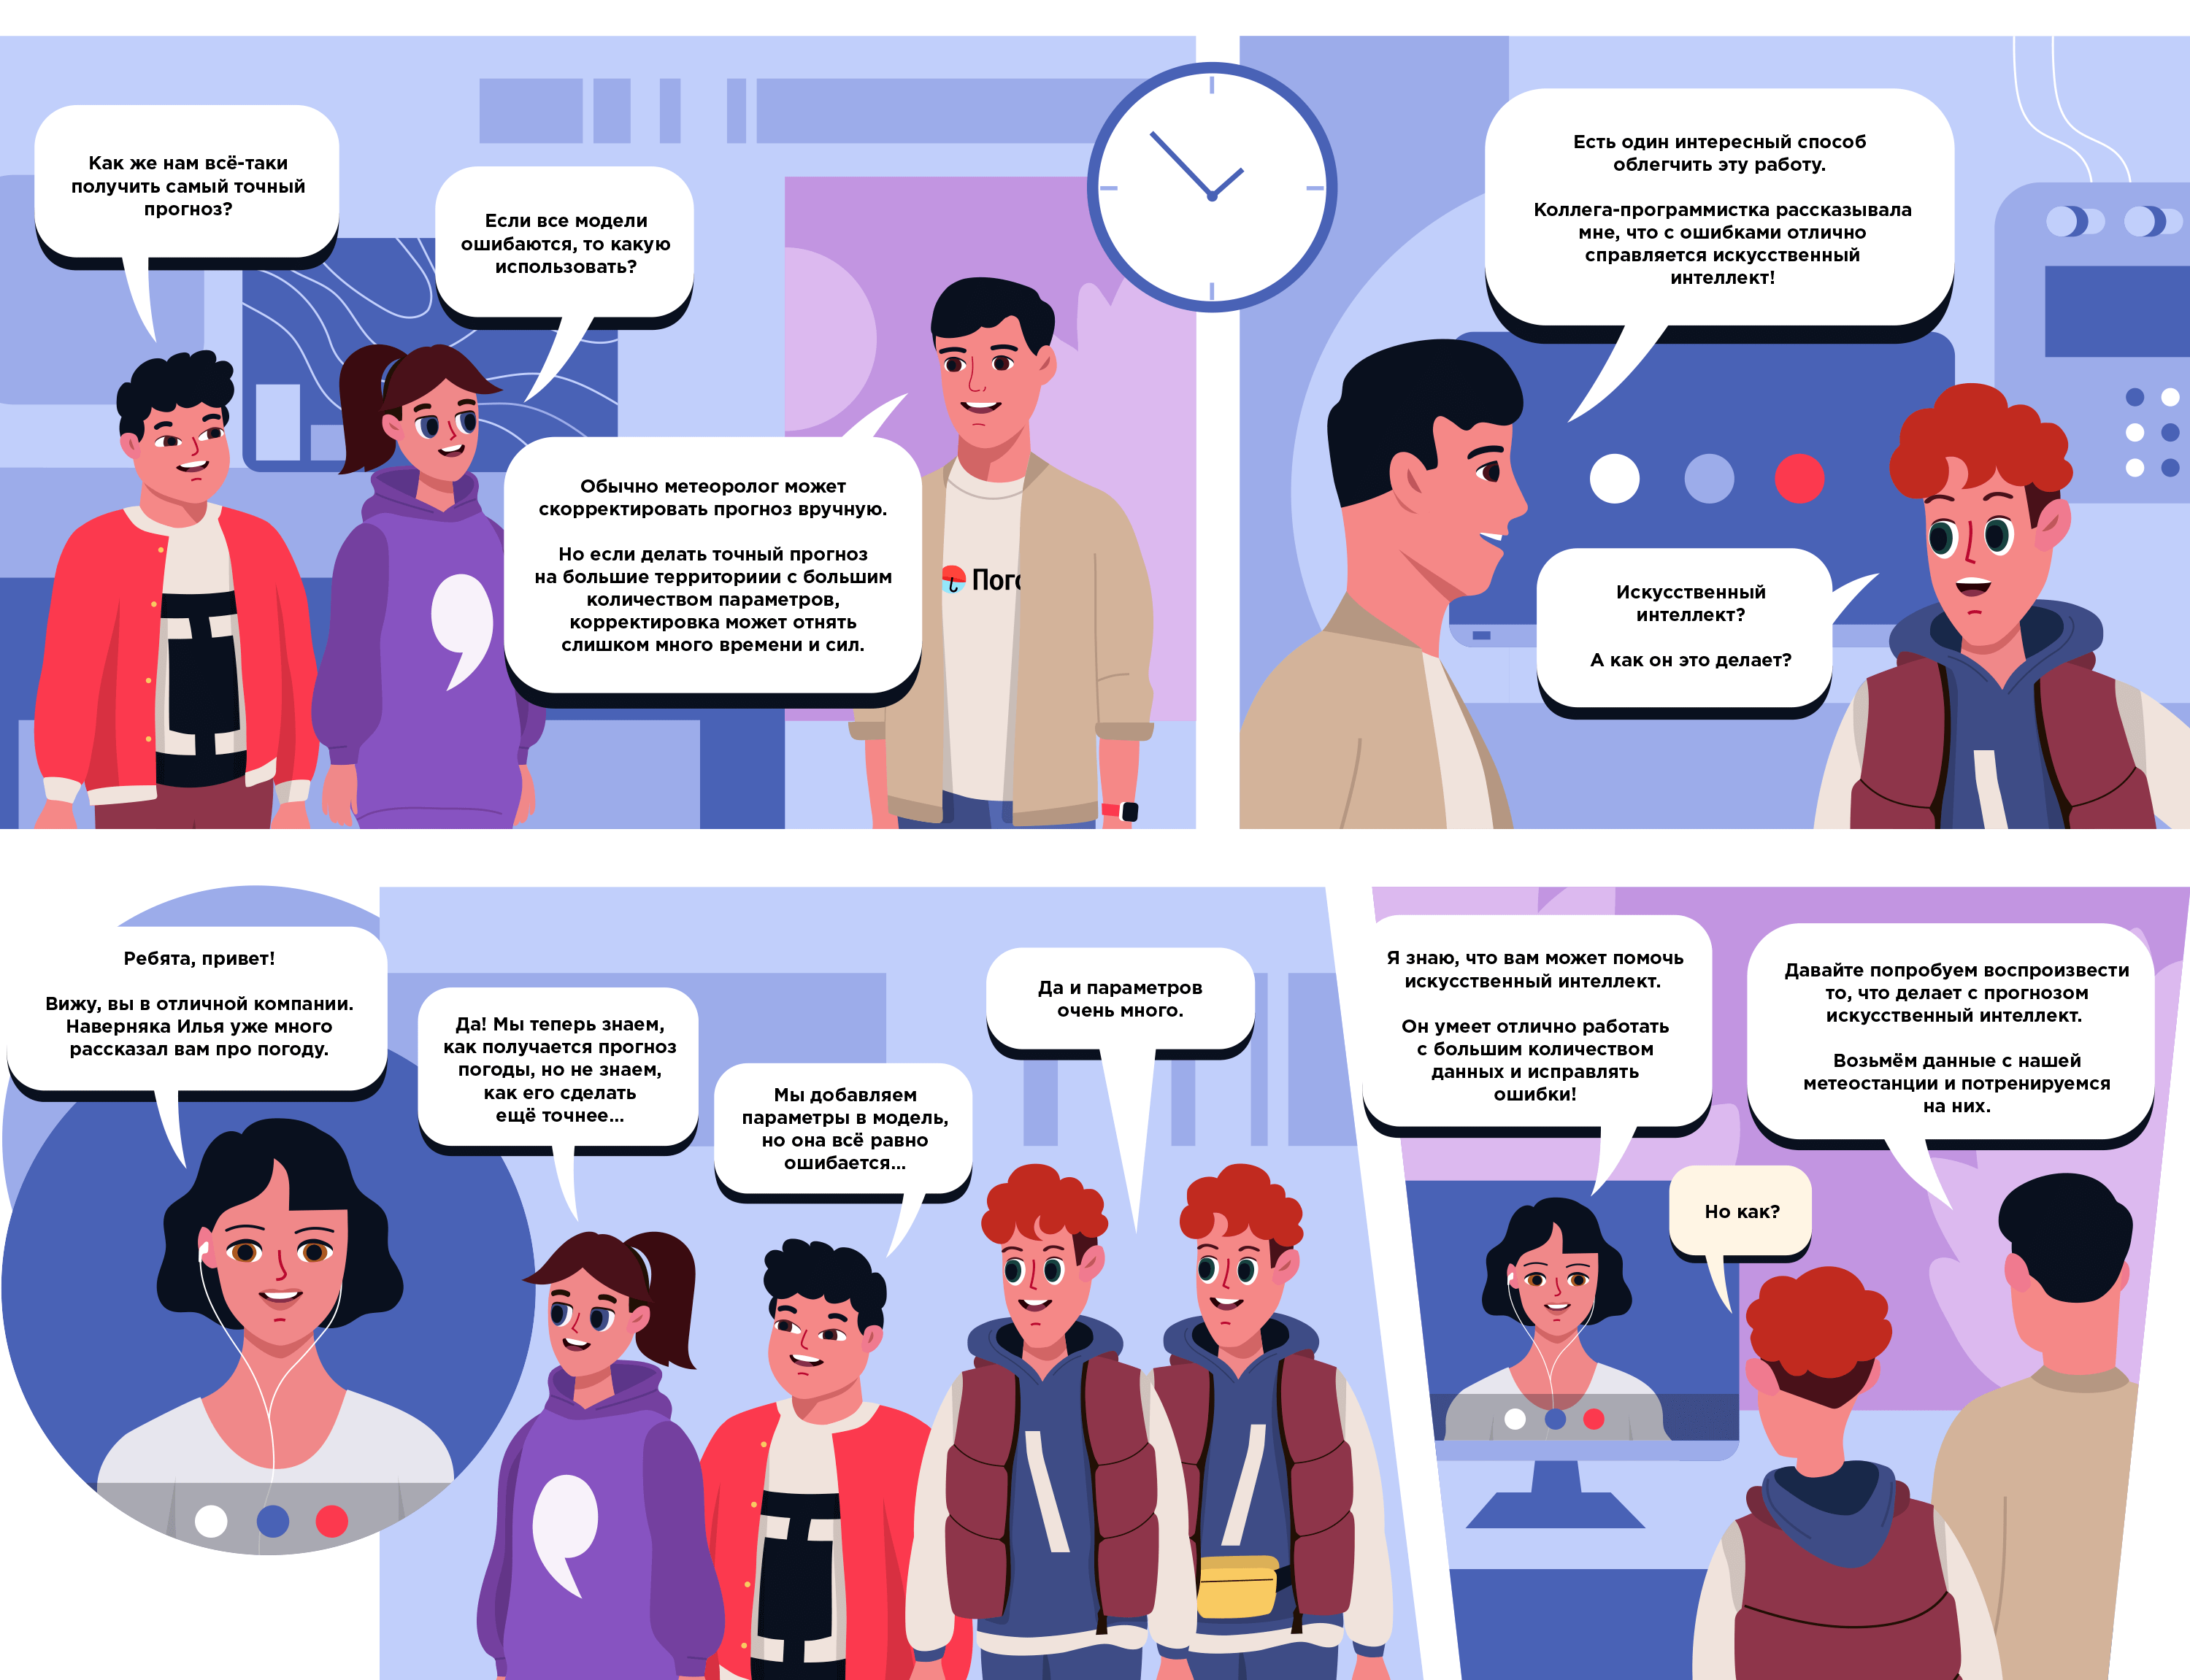 Как же нам всё-таки
получить самый точный
прогноз?
Если все модели
ошибаются, то какую
использовать?
Обычно метеоролог может
скорректировать прогноз вручную.
Но если делать точный прогноз
на большие территориии с большим
количеством параметров,
корректировка может отнять
слишком много времени и сил.
Пого
Есть один интересный способ
облегчить эту работу.
Коллега-программистка рассказывала
мне, что с ошибками отлично
справляется искусственный
интеллект!
Искусственный
интеллект?
А как он это делает?
Ребята, привет!
Вижу, вы в отличной компании.
Наверняка Илья уже много
рассказал вам про погоду.
Да! Мы теперь знаем,
как получается прогноз
погоды, но не знаем,
как его сделать
ещё точнее...
Мы добавляем
параметры в модель,
но она всё равно
ошибается...
Да и параметров
очень много.
Я знаю, что вам может помочь
искусственный интеллект.
Он умеет отлично работать
с большим количеством
данных и исправлять
ошибки!
Но как?
Давайте попробуем воспроизвести
то, что делает с прогнозом
искусственный интеллект.
Возьмём данные с нашей
метеостанции и потренируемся
на них.